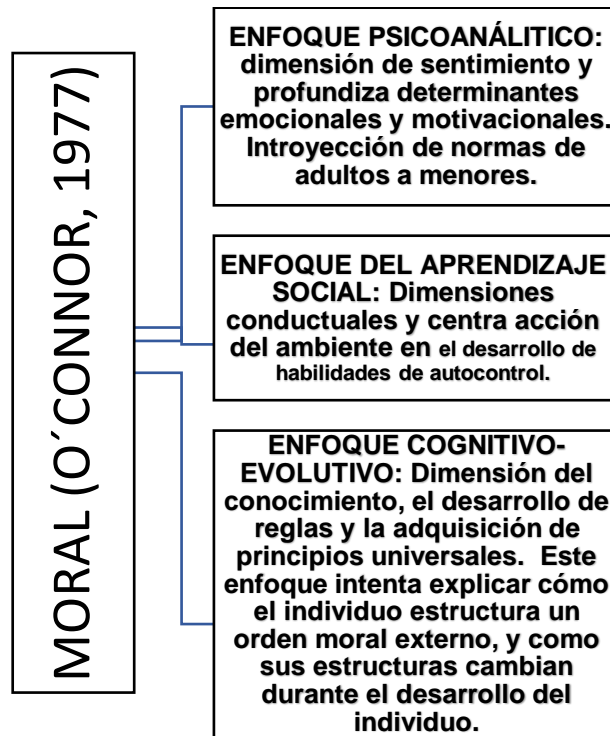 MORAL (O´CONNOR, 1977)
ENFOQUE PSICOANÁLITICO:
dimensión de sentimiento y
profundiza determinantes
emocionales y motivacionales.
Introyección de normas de
adultos a menores.
ENFOQUE DEL APRENDIZAJE
SOCIAL: Dimensiones
conductuales y centra acción
del ambiente en el desarrollo de
habilidades de autocontrol.
ENFOQUE COGNITIVO-
EVOLUTIVO: Dimensión del
conocimiento, el desarrollo de
reglas y la adquisición de
principios universales. Este
enfoque intenta explicar cómo
el individuo estructura un
orden moral externo, y como
sus estructuras cambian
durante el desarrollo del
individuo.